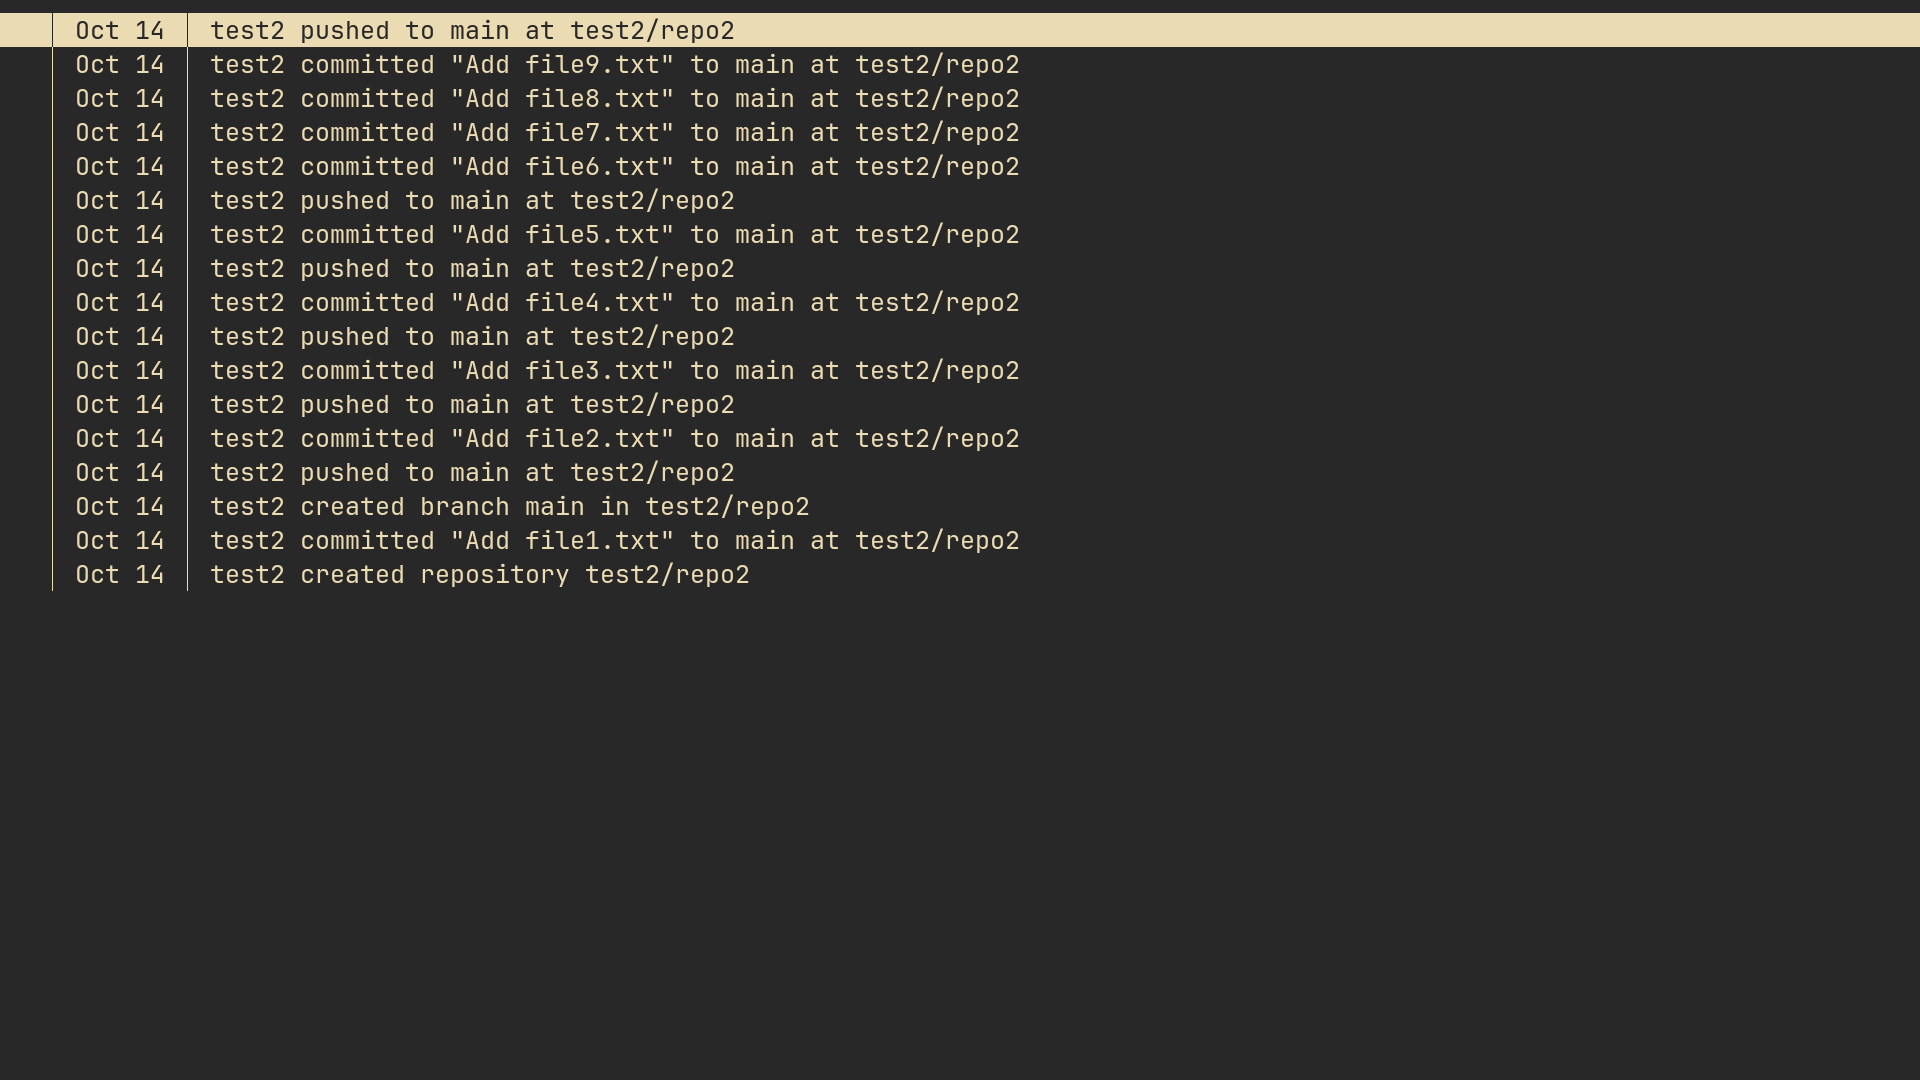 Oct 14 test2 pushed to main at test2/repo2
Oct 14 test2 committed "Add file9.txt" to main at test2/repo2
Oct 14 test2 committed "Add file8.txt" to main at test2/repo2
Oct 14 test2 committed "Add file7.txt" to main at test2/repo2
Oct 14 test2 committed "Add file6.txt" to main at test2/repo2
Oct 14 test2 pushed to main at test2/repo2
Oct 14 test2 committed "Add file5.txt" to main at test2/repo2
Oct 14 test2 pushed to main at test2/repo2
Oct 14 test2 committed "Add file4.txt" to main at test2/repo2
Oct 14 test2 pushed to main at test2/repo2
Oct 14 test2 committed "Add file3.txt" to main at test2/repo2
Oct 14 test2 pushed to main at test2/repo2
Oct 14 test2 committed "Add file2.txt" to main at test2/repo2
Oct 14 test2 pushed to main at test2/repo2
Oct 14 test2 created branch main in test2/repo2
Oct 14 test2 committed "Add file1.txt" to main at test2/repo2
Oct 14 test2 created repository test2/repo2